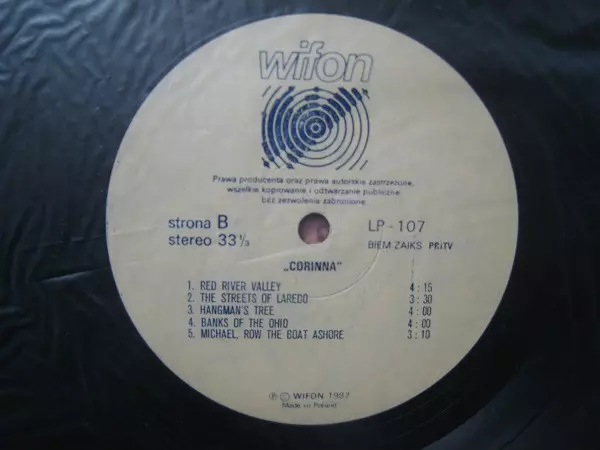 wifon
Prawa producenta oraz prawa autorskie zastrzeżone,
wszelkie kopiowanie i odtwarzanie publiczne
bez zezwolenia zabronione
strona B LP - 107
stereo 33 1/3 BIEM ZAIKS PRiTV
„CORINNA"
1. RED RIVER VALLEY 4 : 15
2. THE STREETS OF LAREDO 3 : 30
3. HANGMAN'S TREE 4 : 00
4. BANKS OF THE OHIO 4 : 00
5. MICHAEL, ROW THE BOAT ASHORE 3 : 10
Ⓟ © WIFON 1987
Made in Poland